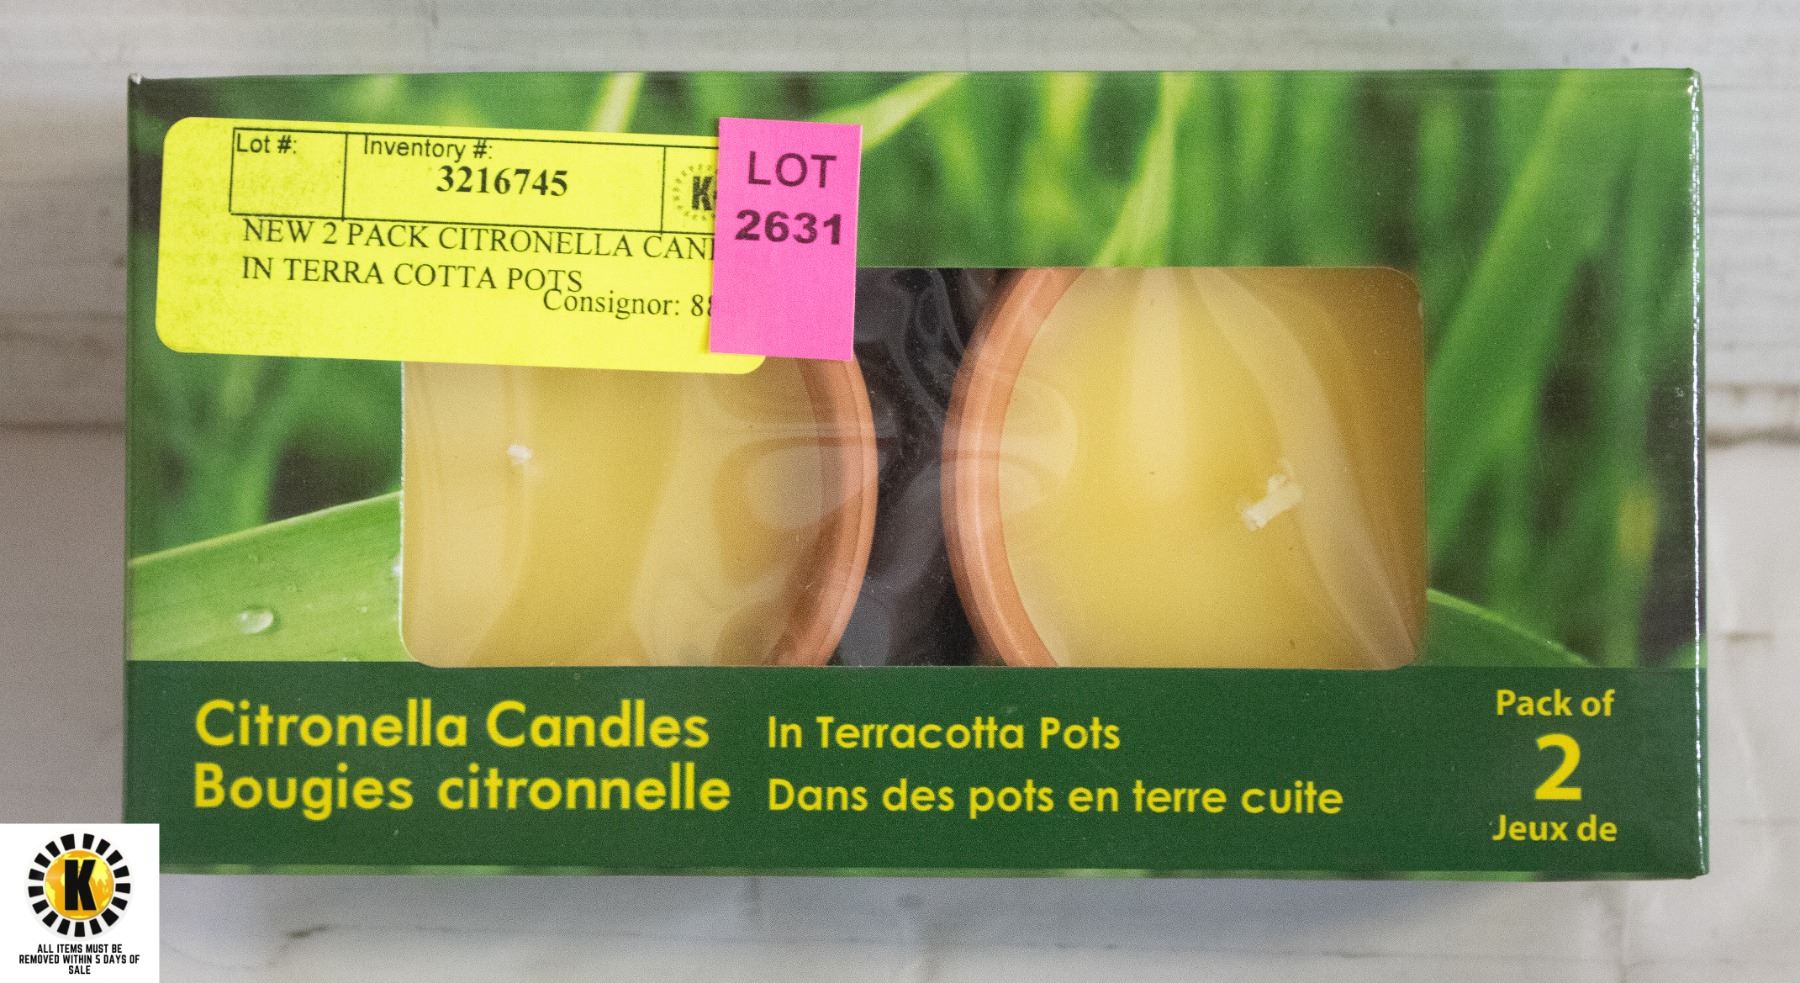 Lot #:
Inventory #:
3216745
K
NEW 2 PACK CITRONELLA
IN TERRA COTTA POTS
Consignor:
LOT
2631
Citronella Candles
Bougies citronnelle
In Terracotta Pots
Dans des pots en terre cuite
Pack of
2
Jeux de
K
ALL ITEMS MUST BE
REMOVED WITHIN 5 DAYS OF
SALE